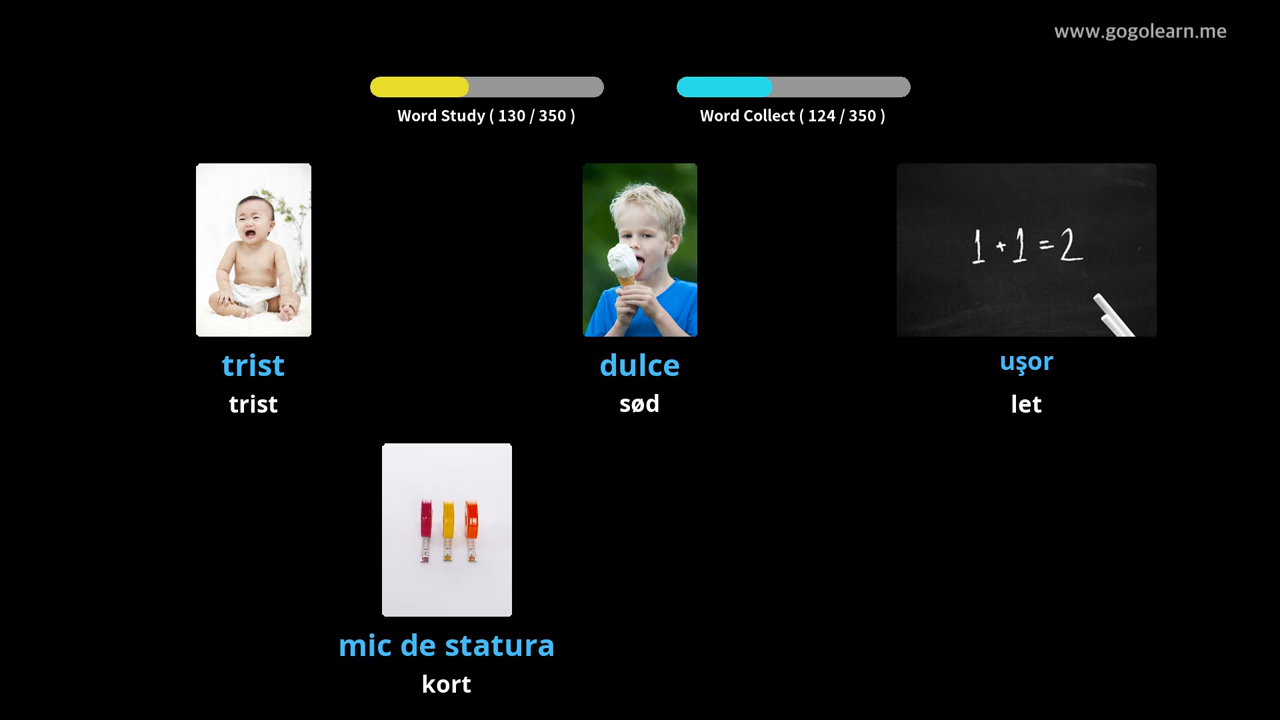 www.gogolearn.me
Word Study ( 130 / 350 )
Word Collect ( 124 / 350 )
1 + 1 = 2
trist
trist
dulce
sød
uşor
let
mic de statura
kort